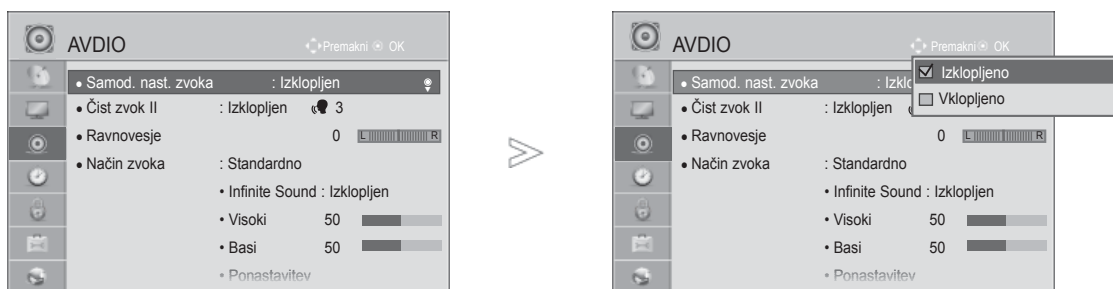 AVDIO
Premakni OK
• Samod. nast. zvoka : Izklopljen
• Čist zvok II : Izklopljen 3
• Ravnovesje 0 L R
• Način zvoka : Standardno
• Infinite Sound : Izklopljen
• Visoki 50
• Basi 50
• Ponastavitev
AVDIO
Premakni OK
• Samod. nast. zvoka : Izklo
Izklopljeno
Vklopljeno
• Čist zvok II : Izklopljen
• Ravnovesje 0 L R
• Način zvoka : Standardno
• Infinite Sound : Izklopljen
• Visoki 50
• Basi 50
• Ponastavitev